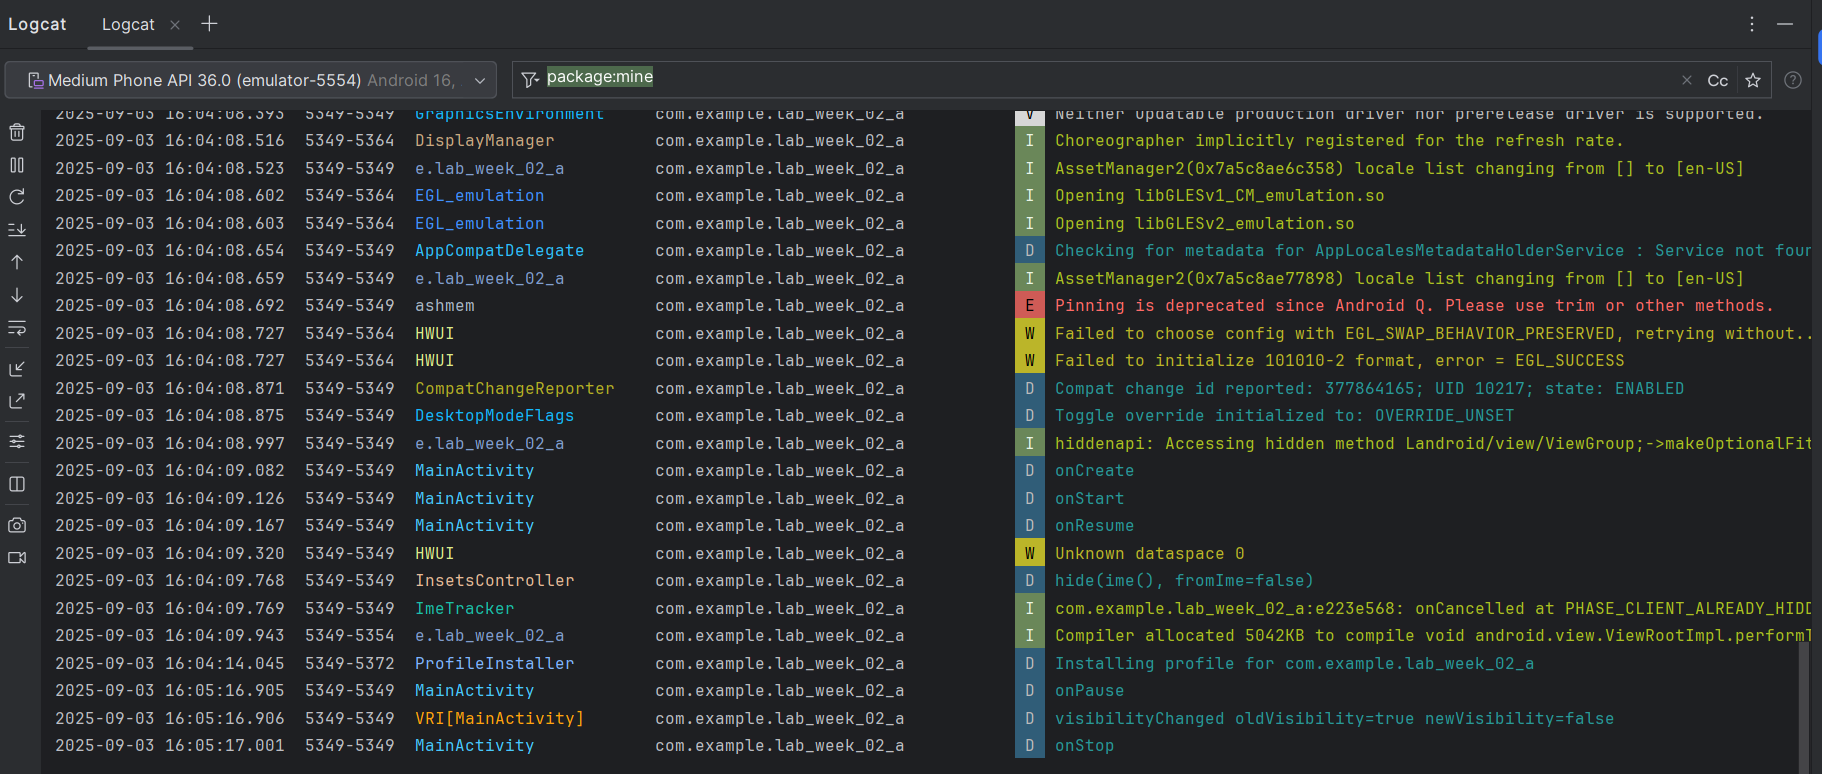 Logcat Logcat
Medium Phone API 36.0 (emulator-5554) Android 16, package:mine Cc
2025-09-03 16:04:08.393 5349-5349 GraphicsEnvironment com.example.lab_week_02_a V Neither updatable production driver nor prerelease driver is supported.
2025-09-03 16:04:08.516 5349-5364 DisplayManager com.example.lab_week_02_a I Choreographer implicitly registered for the refresh rate.
2025-09-03 16:04:08.523 5349-5349 e.lab_week_02_a com.example.lab_week_02_a I AssetManager2(0x7a5c8ae6c358) locale list changing from [] to [en-US]
2025-09-03 16:04:08.602 5349-5364 EGL_emulation com.example.lab_week_02_a I Opening libGLESv1_CM_emulation.so
2025-09-03 16:04:08.603 5349-5364 EGL_emulation com.example.lab_week_02_a I Opening libGLESv2_emulation.so
2025-09-03 16:04:08.654 5349-5349 AppCompatDelegate com.example.lab_week_02_a D Checking for metadata for AppLocalesMetadataHolderService : Service not foun
2025-09-03 16:04:08.659 5349-5349 e.lab_week_02_a com.example.lab_week_02_a I AssetManager2(0x7a5c8ae77898) locale list changing from [] to [en-US]
2025-09-03 16:04:08.692 5349-5349 ashmem com.example.lab_week_02_a E Pinning is deprecated since Android Q. Please use trim or other methods.
2025-09-03 16:04:08.727 5349-5364 HWUI com.example.lab_week_02_a W Failed to choose config with EGL_SWAP_BEHAVIOR_PRESERVED, retrying without..
2025-09-03 16:04:08.727 5349-5364 HWUI com.example.lab_week_02_a W Failed to initialize 101010-2 format, error = EGL_SUCCESS
2025-09-03 16:04:08.871 5349-5349 CompatChangeReporter com.example.lab_week_02_a D Compat change id reported: 377864165; UID 10217; state: ENABLED
2025-09-03 16:04:08.875 5349-5349 DesktopModeFlags com.example.lab_week_02_a D Toggle override initialized to: OVERRIDE_UNSET
2025-09-03 16:04:08.997 5349-5349 e.lab_week_02_a com.example.lab_week_02_a I hiddenapi: Accessing hidden method Landroid/view/ViewGroup;->makeOptionalFit
2025-09-03 16:04:09.082 5349-5349 MainActivity com.example.lab_week_02_a D onCreate
2025-09-03 16:04:09.126 5349-5349 MainActivity com.example.lab_week_02_a D onStart
2025-09-03 16:04:09.167 5349-5349 MainActivity com.example.lab_week_02_a D onResume
2025-09-03 16:04:09.320 5349-5349 HWUI com.example.lab_week_02_a W Unknown dataspace 0
2025-09-03 16:04:09.768 5349-5349 InsetsController com.example.lab_week_02_a D hide(ime(), fromIme=false)
2025-09-03 16:04:09.769 5349-5349 ImeTracker com.example.lab_week_02_a I com.example.lab_week_02_a:e223e568: onCancelled at PHASE_CLIENT_ALREADY_HIDD
2025-09-03 16:04:09.943 5349-5354 e.lab_week_02_a com.example.lab_week_02_a I Compiler allocated 5042KB to compile void android.view.ViewRootImpl.performT
2025-09-03 16:04:14.045 5349-5372 ProfileInstaller com.example.lab_week_02_a D Installing profile for com.example.lab_week_02_a
2025-09-03 16:05:16.905 5349-5349 MainActivity com.example.lab_week_02_a D onPause
2025-09-03 16:05:16.906 5349-5349 VRI[MainActivity] com.example.lab_week_02_a D visibilityChanged oldVisibility=true newVisibility=false
2025-09-03 16:05:17.001 5349-5349 MainActivity com.example.lab_week_02_a D onStop